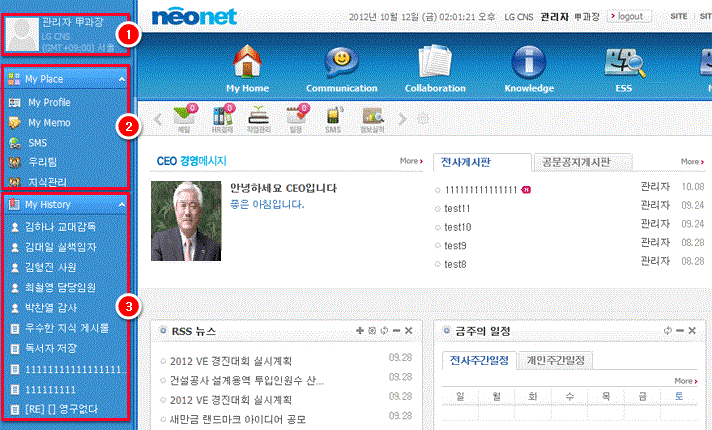 관리자 甲과장
LG CNS
(GMT+09:00) 서울
1
My Place
My Profile
My Memo
SMS
우리팀
지식관리
2
My History
김하나 교대감독
김대일 실책임자
김형진 사원
최철영 담당임원
박찬열 감사
우수한 지식 게시물
독서자 저장
1111111111111111...
111111111
[RE] [] 영구없다
3
neonet
2012년 10월 12일 (금) 02:01:21 오후 LG CNS 관리자 甲과장 logout SITE SIT
My Home
Communication
Collaboration
Knowledge
ESS
N
0 0 0
메일 HR결재 작업관리 일정 SMS 정보실적
CEO 경영메시지 More
안녕하세요 CEO입니다
좋은 아침입니다.
전사게시판 공문공지게시판 More
111111111111111 N 관리자 10.08
test11 관리자 09.24
test10 관리자 09.24
test9 관리자 08.28
test8 관리자 08.28
RSS 뉴스
2012 VE 경진대회 실시계획 09.28
건설공사 설계용역 투입인원수 산... 09.28
2012 VE 경진대회 실시계획 09.28
새만금 랜드마크 아이디어 공모 09.28
금주의 일정
전사주간일정 개인주간일정
More
일 월 화 수 목 금 토